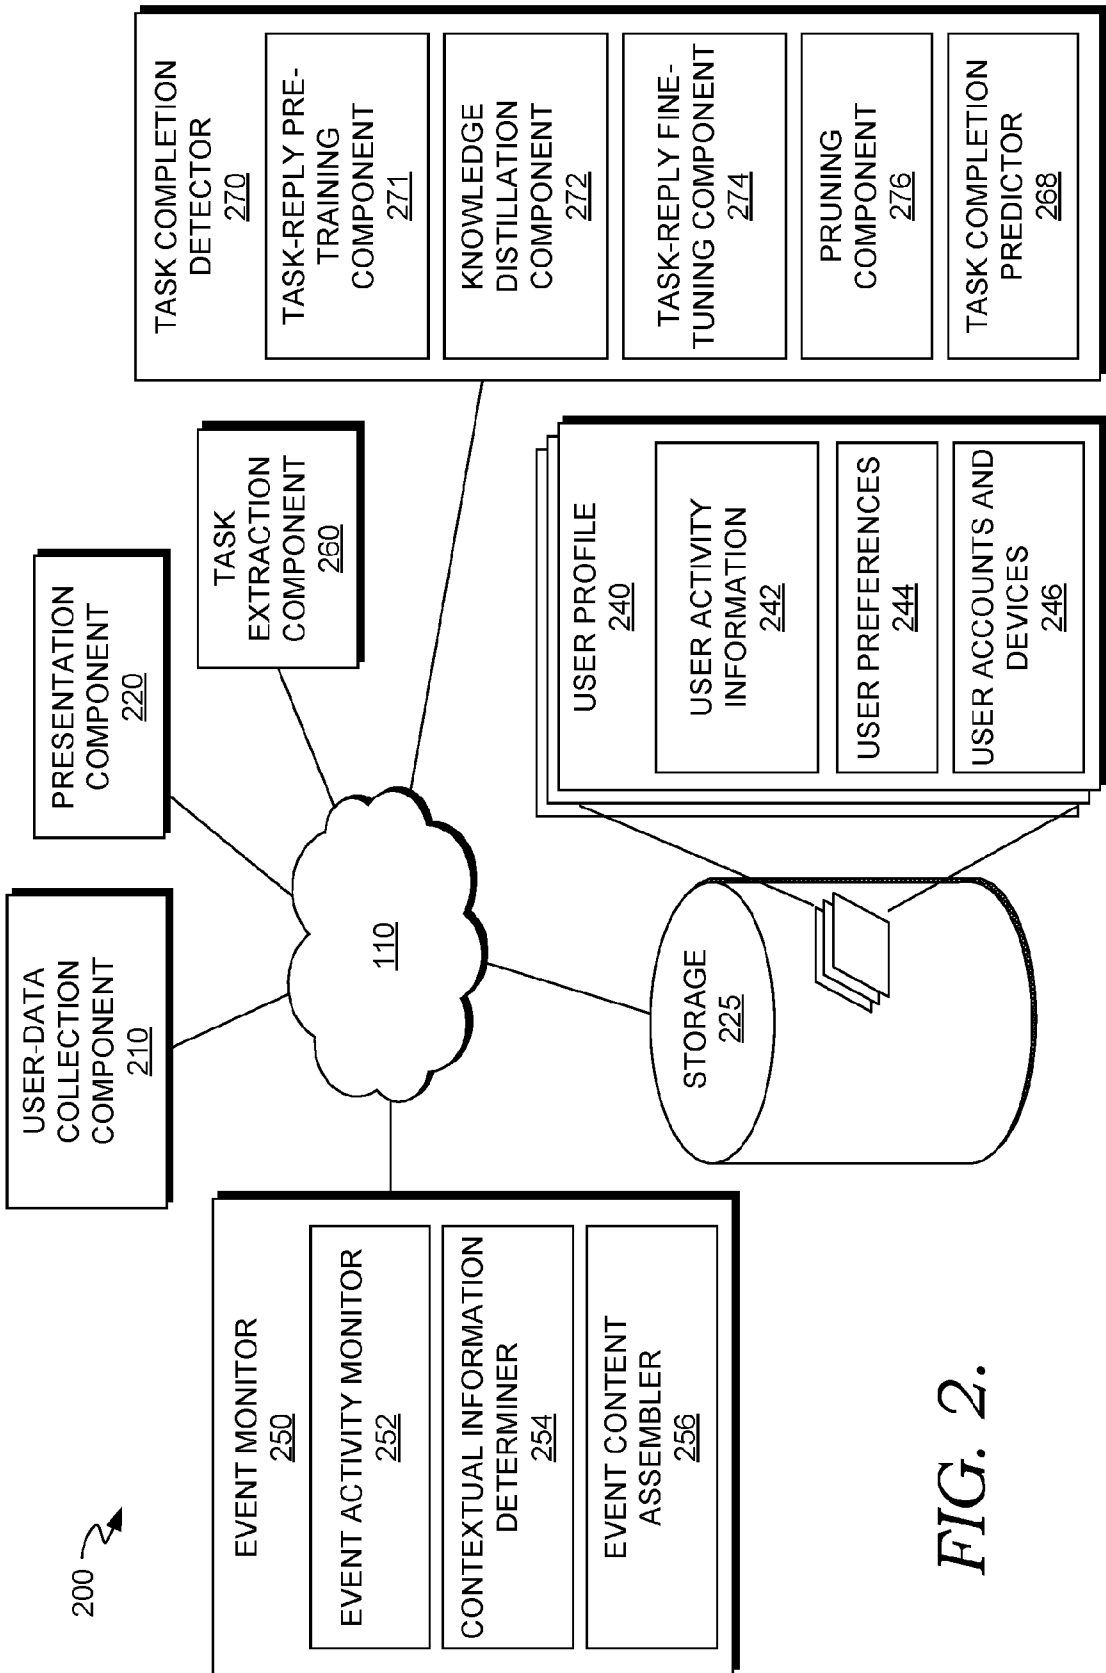 200
USER-DATA
COLLECTION
COMPONENT
210
PRESENTATION
COMPONENT
220
TASK
EXTRACTION
COMPONENT
260
TASK COMPLETION
DETECTOR
270
TASK-REPLY PRE-
TRAINING
COMPONENT
271
KNOWLEDGE
DISTILLATION
COMPONENT
272
TASK-REPLY FINE-
TUNING COMPONENT
274
PRUNING
COMPONENT
276
TASK COMPLETION
PREDICTOR
268
EVENT MONITOR
250
EVENT ACTIVITY MONITOR
252
CONTEXTUAL INFORMATION
DETERMINER
254
EVENT CONTENT
ASSEMBLER
256
110
STORAGE
225
USER PROFILE
240
USER ACTIVITY
INFORMATION
242
USER PREFERENCES
244
USER ACCOUNTS AND
DEVICES
246
FIG. 2.